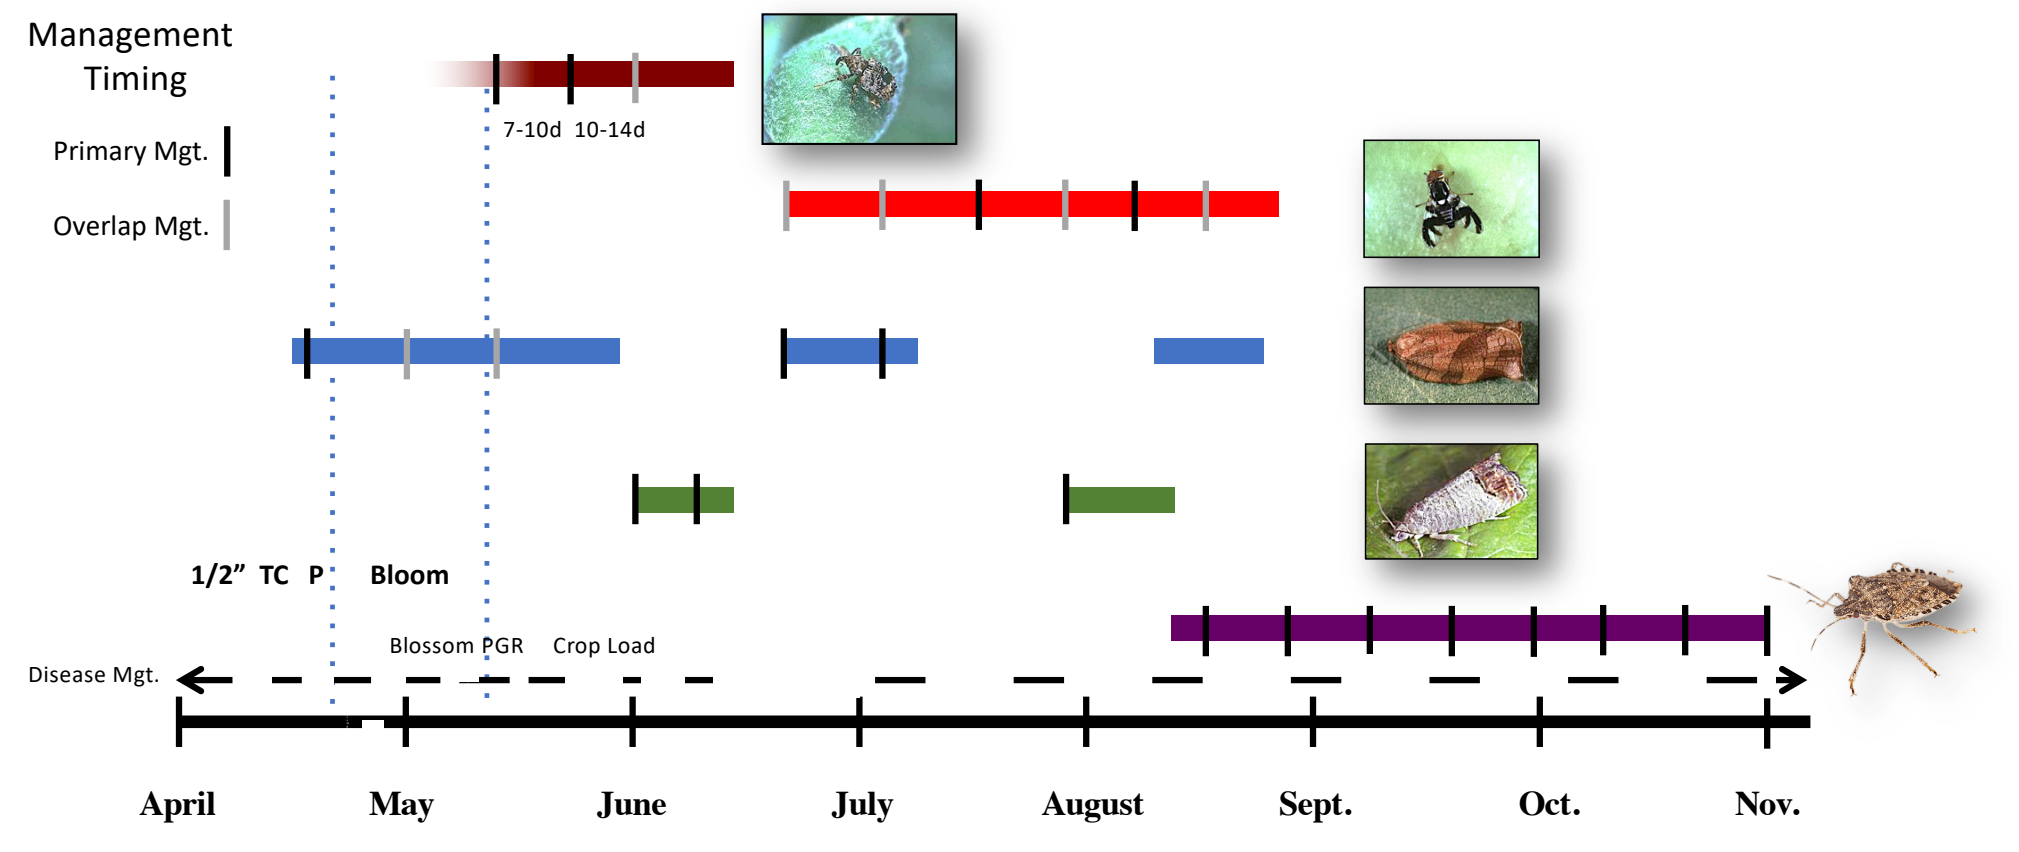 Management
Timing
7-10d 10-14d
Primary Mgt.
Overlap Mgt.
1/2” TC P Bloom
Blossom PGR Crop Load
Disease Mgt.
April May June July August Sept. Oct. Nov.